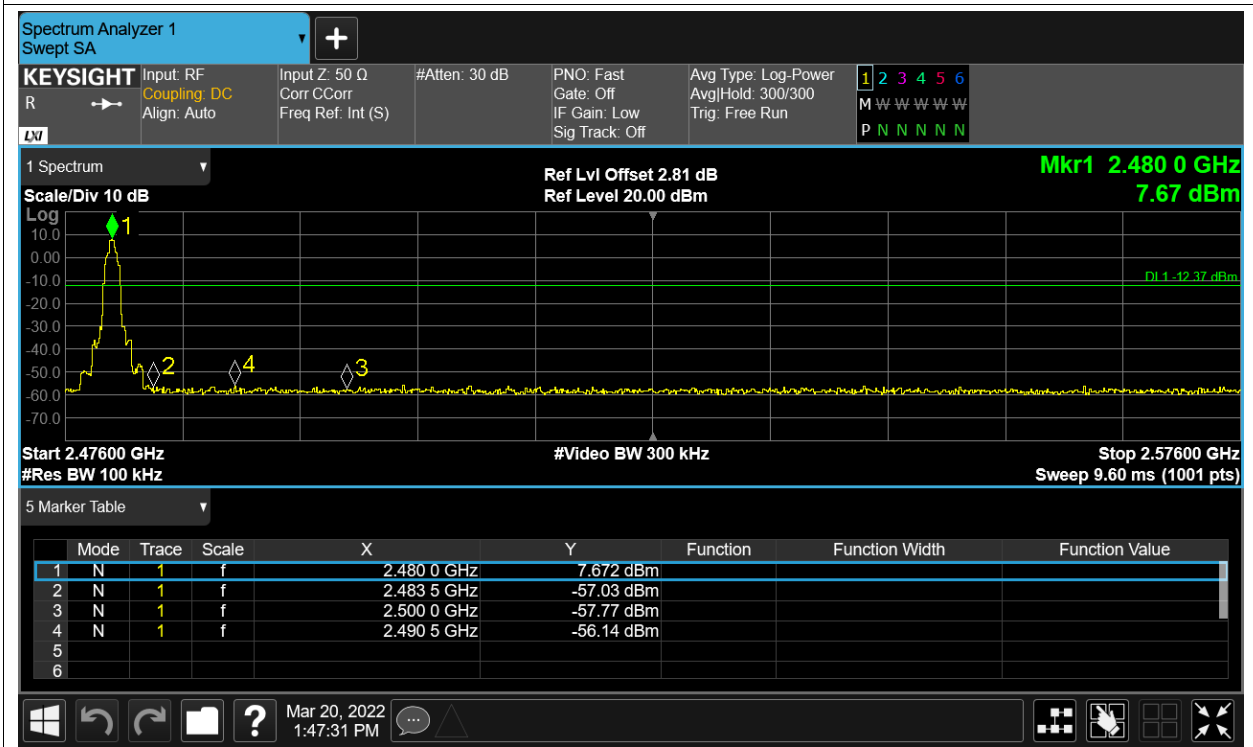 Spectrum Analyzer 1
Swept SA
KEYSIGHT Input: RF Input Z: 50 Ω #Atten: 30 dB PNO: Fast Avg Type: Log-Power 1 2 3 4 5 6
R Coupling: DC Corr CCorr Gate: Off Avg|Hold: 300/300 M W W W W W
Align: Auto Freq Ref: Int (S) IF Gain: Low Trig: Free Run
LXI Sig Track: Off P N N N N N
1 Spectrum Ref Lvl Offset 2.81 dB Mkr1 2.480 0 GHz
Scale/Div 10 dB Ref Level 20.00 dBm 7.67 dBm
Log
1
10.0
0.00
-10.0 DL1 -12.37 dBm
-20.0
-30.0
-40.0
2 4 3
-50.0
-60.0
-70.0
Start 2.47600 GHz #Video BW 300 kHz Stop 2.57600 GHz
#Res BW 100 kHz Sweep 9.60 ms (1001 pts)
5 Marker Table
Mode Trace Scale X Y Function Function Width Function Value
1 N 1 f 2.480 0 GHz 7.672 dBm
2 N 1 f 2.483 5 GHz -57.03 dBm
3 N 1 f 2.500 0 GHz -57.77 dBm
4 N 1 f 2.490 5 GHz -56.14 dBm
5
6
? Mar 20, 2022
1:47:31 PM